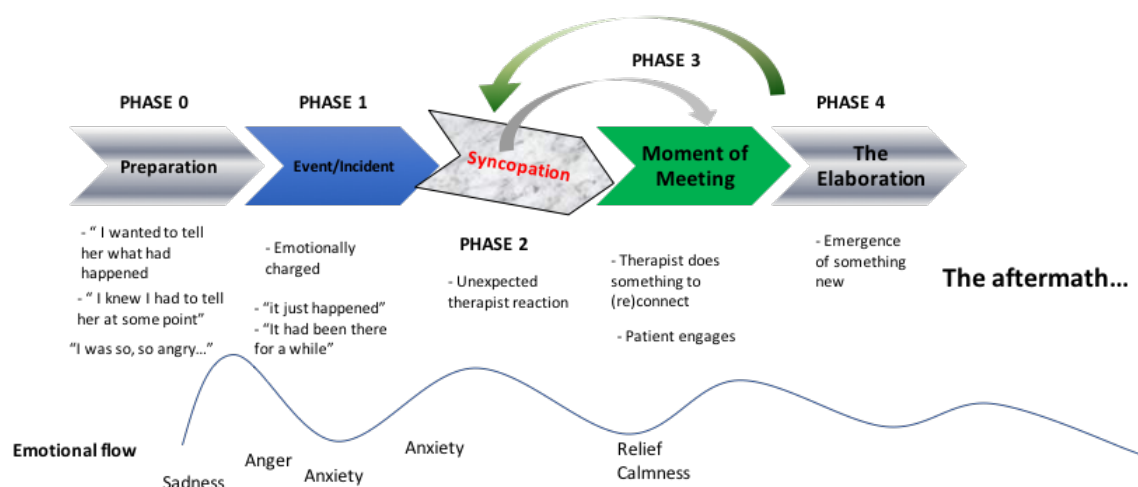 PHASE 3
PHASE 0
PHASE 1
PHASE 4
Preparation
Event/Incident
Syncopation
Moment of
Meeting
The
Elaboration
- “ I wanted to tell
her what had
happened
- “ I knew I had to tell
her at some point”
“I was so, so angry...”
- Emotionally
charged
- “it just happened”
- “It had been there
for a while”
PHASE 2
- Unexpected
therapist reaction
- Therapist does
something to
(re)connect
- Patient engages
- Emergence
of something
new
The aftermath...
Emotional flow
Sadness
Anger
Anxiety
Anxiety
Relief
Calmness